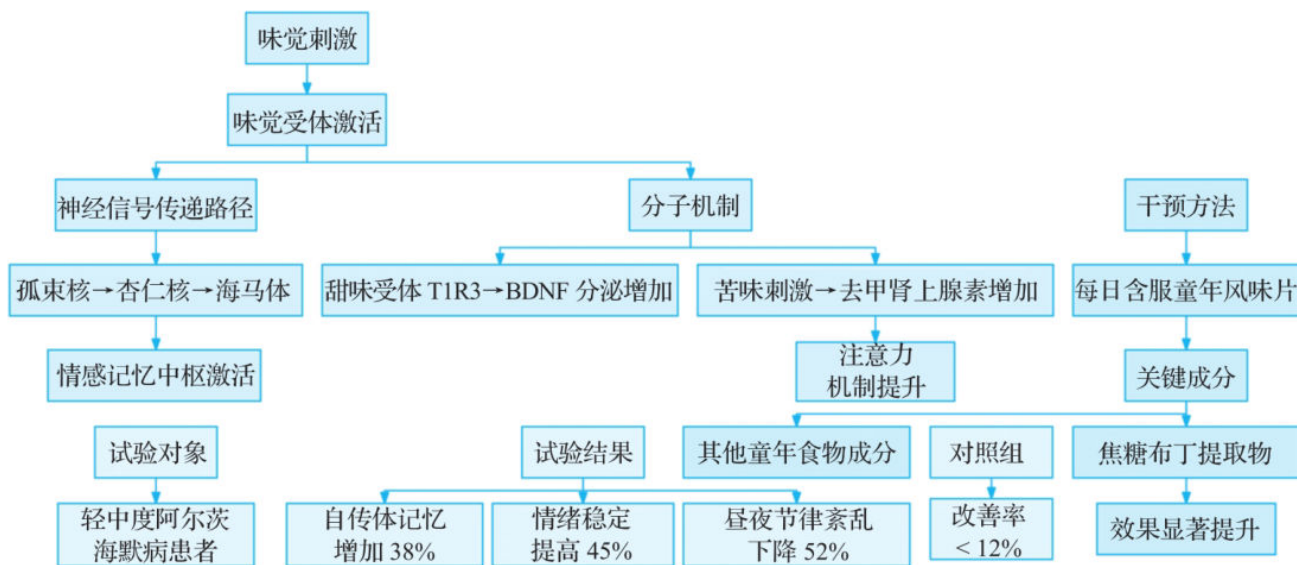 味觉刺激
味觉受体激活
神经信号传递路径
分子机制
干预方法
孤束核→杏仁核→海马体
甜味受体 T1R3→BDNF 分泌增加
苦味刺激→去甲肾上腺素增加
每日含服童年风味片
情感记忆中枢激活
注意力
机制提升
关键成分
试验对象
试验结果
其他童年食物成分
对照组
焦糖布丁提取物
轻中度阿尔茨
海默病患者
自传体记忆
增加 38%
情绪稳定
提高 45%
昼夜节律紊乱
下降 52%
改善率
< 12%
效果显著提升